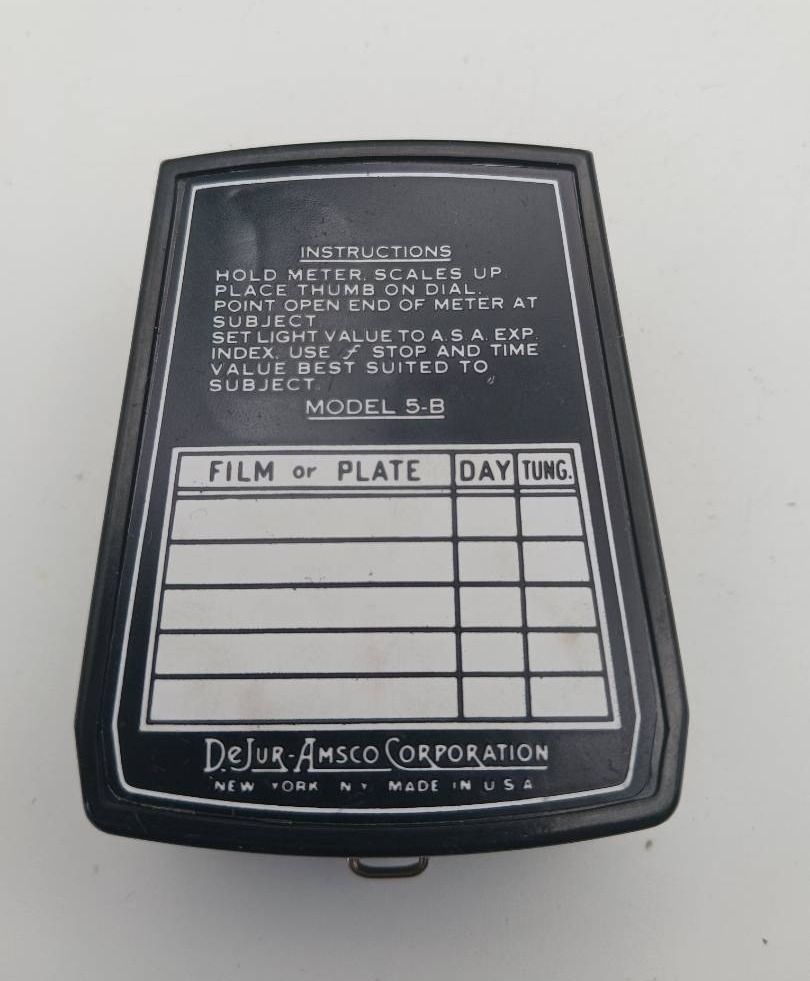 INSTRUCTIONS
HOLD METER, SCALES UP.
PLACE THUMB ON DIAL.
POINT OPEN END OF METER AT
SUBJECT
SET LIGHT VALUE TO A.S.A. EXP.
INDEX. USE ƒ STOP AND TIME
VALUE BEST SUITED TO
SUBJECT.
MODEL 5-B
FILM or PLATE DAY TUNG.
DeJUR-AMSCO CORPORATION
NEW YORK N Y MADE IN U S A